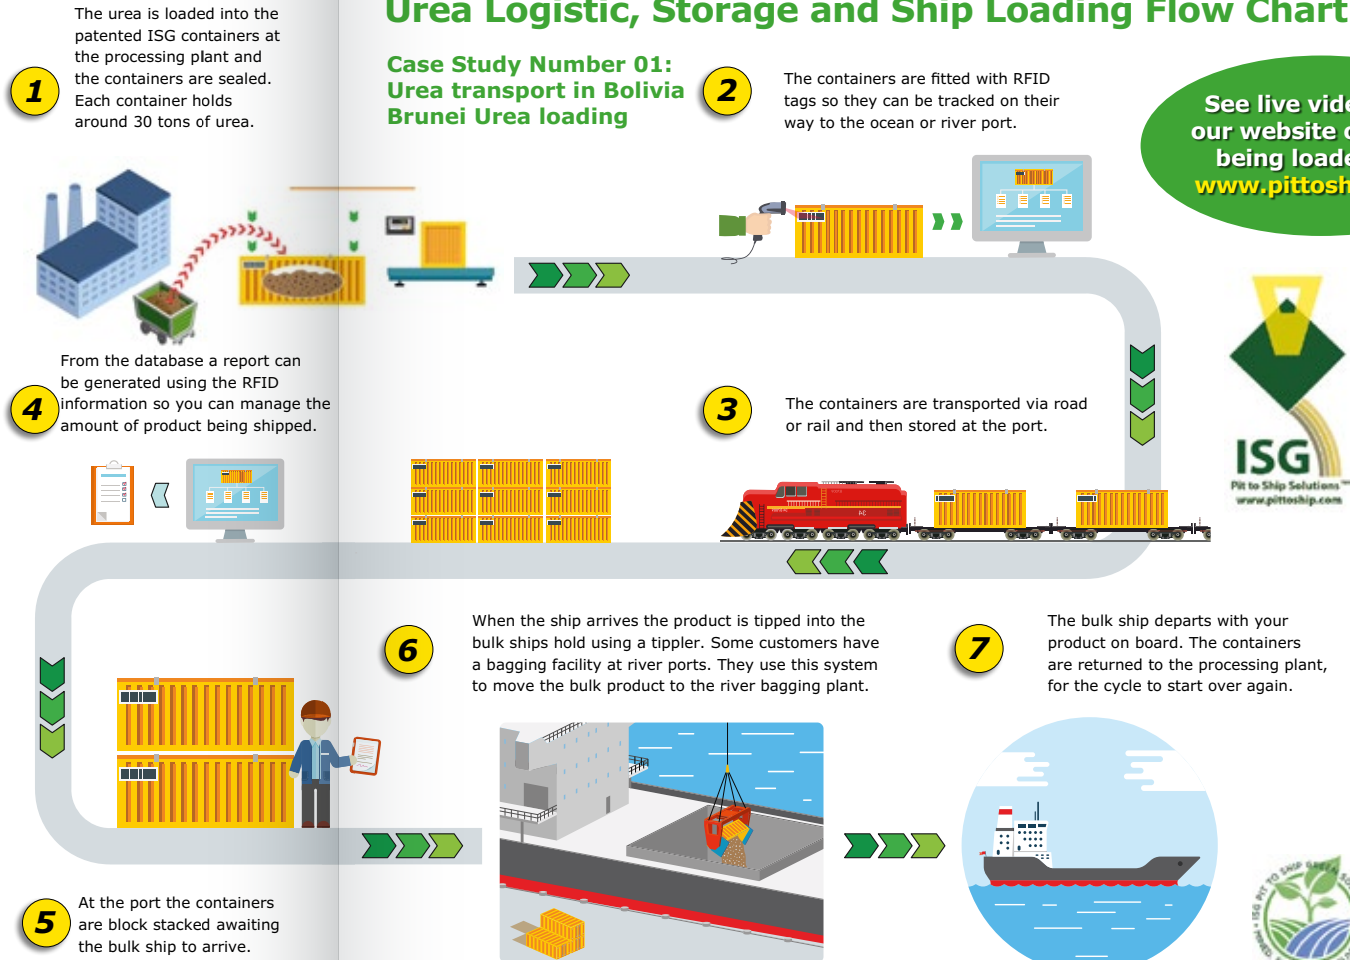 Urea Logistic, Storage and Ship Loading Flow Chart
Case Study Number 01:
Urea transport in Bolivia
Brunei Urea loading
1
The urea is loaded into the
patented ISG containers at
the processing plant and
the containers are sealed.
Each container holds
around 30 tons of urea.
2
The containers are fitted with RFID
tags so they can be tracked on their
way to the ocean or river port.
See live
our website
being
www.pittosh
3
The containers are transported via road
or rail and then stored at the port.
ISG
Pit to Ship Solutions™
www.pittoship.com
4
From the database a report can
be generated using the RFID
information so you can manage the
amount of product being shipped.
5
At the port the containers
are block stacked awaiting
the bulk ship to arrive.
6
When the ship arrives the product is tipped into the
bulk ships hold using a tippler. Some customers have
a bagging facility at river ports. They use this system
to move the bulk product to the river bagging plant.
7
The bulk ship departs with your
product on board. The containers
are returned to the processing plant,
for the cycle to start over again.
ISG PIT TO SHIP GREEN